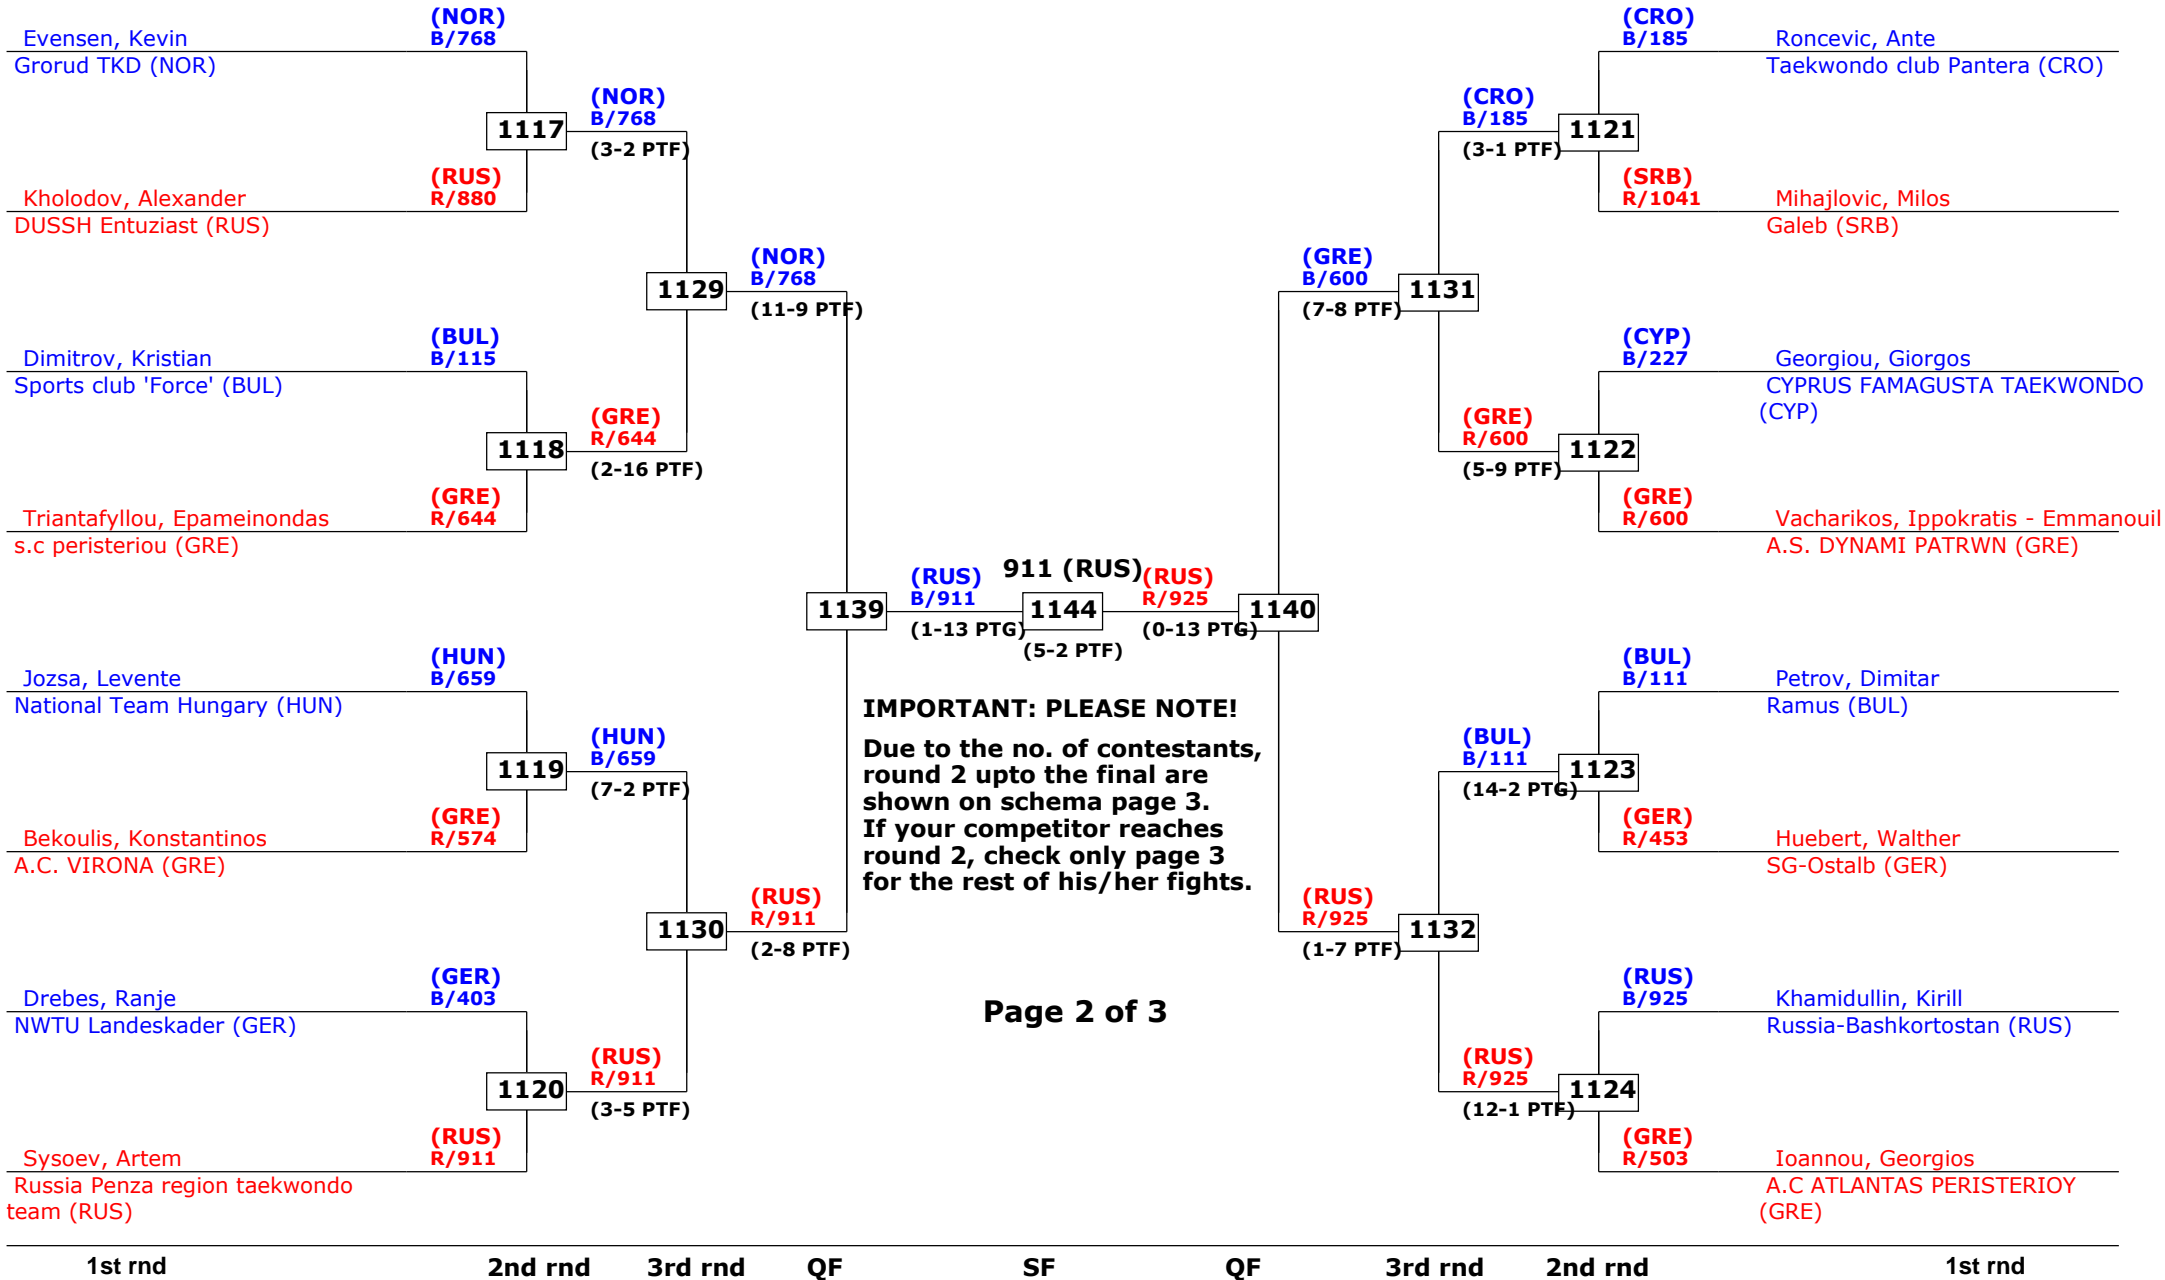 (NOR)
Evensen, Kevin B/768
Grorud TKD (NOR)
1117
(NOR)
B/768
(3-2 PTF)
(RUS)
Kholodov, Alexander R/880
DUSSH Entuziast (RUS)
1129
(NOR)
B/768
(11-9 PTF)
(BUL)
Dimitrov, Kristian B/115
Sports club 'Force' (BUL)
1118
(GRE)
R/644
(2-16 PTF)
(GRE)
Triantafyllou, Epameinondas R/644
s.c peristeriou (GRE)
1139
(RUS)
B/911
(1-13 PTG)
(HUN)
Jozsa, Levente B/659
National Team Hungary (HUN)
1119
(HUN)
B/659
(7-2 PTF)
(GRE)
Bekoulis, Konstantinos R/574
A.C. VIRONA (GRE)
1130
(RUS)
R/911
(2-8 PTF)
(GER)
Drebes, Ranje B/403
NWTU Landeskader (GER)
1120
(RUS)
R/911
(3-5 PTF)
(RUS)
Sysoev, Artem R/911
Russia Penza region taekwondo
team (RUS)
911 (RUS)
1144
(5-2 PTF)
IMPORTANT: PLEASE NOTE!
Due to the no. of contestants,
round 2 upto the final are
shown on schema page 3.
If your competitor reaches
round 2, check only page 3
for the rest of his/her fights.
Page 2 of 3
(CRO)
B/185 Roncevic, Ante
Taekwondo club Pantera (CRO)
(CRO)
B/185
1121
(3-1 PTF)
(SRB)
R/1041 Mihajlovic, Milos
Galeb (SRB)
(GRE)
B/600
1131
(7-8 PTF)
(CYP)
B/227 Georgiou, Giorgos
CYPRUS FAMAGUSTA TAEKWONDO
(CYP)
(GRE)
R/600
1122
(5-9 PTF)
(GRE)
R/600 Vacharikos, Ippokratis - Emmanouil
A.S. DYNAMI PATRWN (GRE)
(RUS)
R/925
1140
(0-13 PTG)
(BUL)
B/111 Petrov, Dimitar
Ramus (BUL)
(BUL)
B/111
1123
(14-2 PTG)
(GER)
R/453 Huebert, Walther
SG-Ostalb (GER)
(RUS)
R/925
1132
(1-7 PTF)
(RUS)
B/925 Khamidullin, Kirill
Russia-Bashkortostan (RUS)
(RUS)
R/925
1124
(12-1 PTF)
(GRE)
R/503 Ioannou, Georgios
A.C ATLANTAS PERISTERIOY
(GRE)
1st rnd 2nd rnd 3rd rnd QF SF QF 3rd rnd 2nd rnd 1st rnd